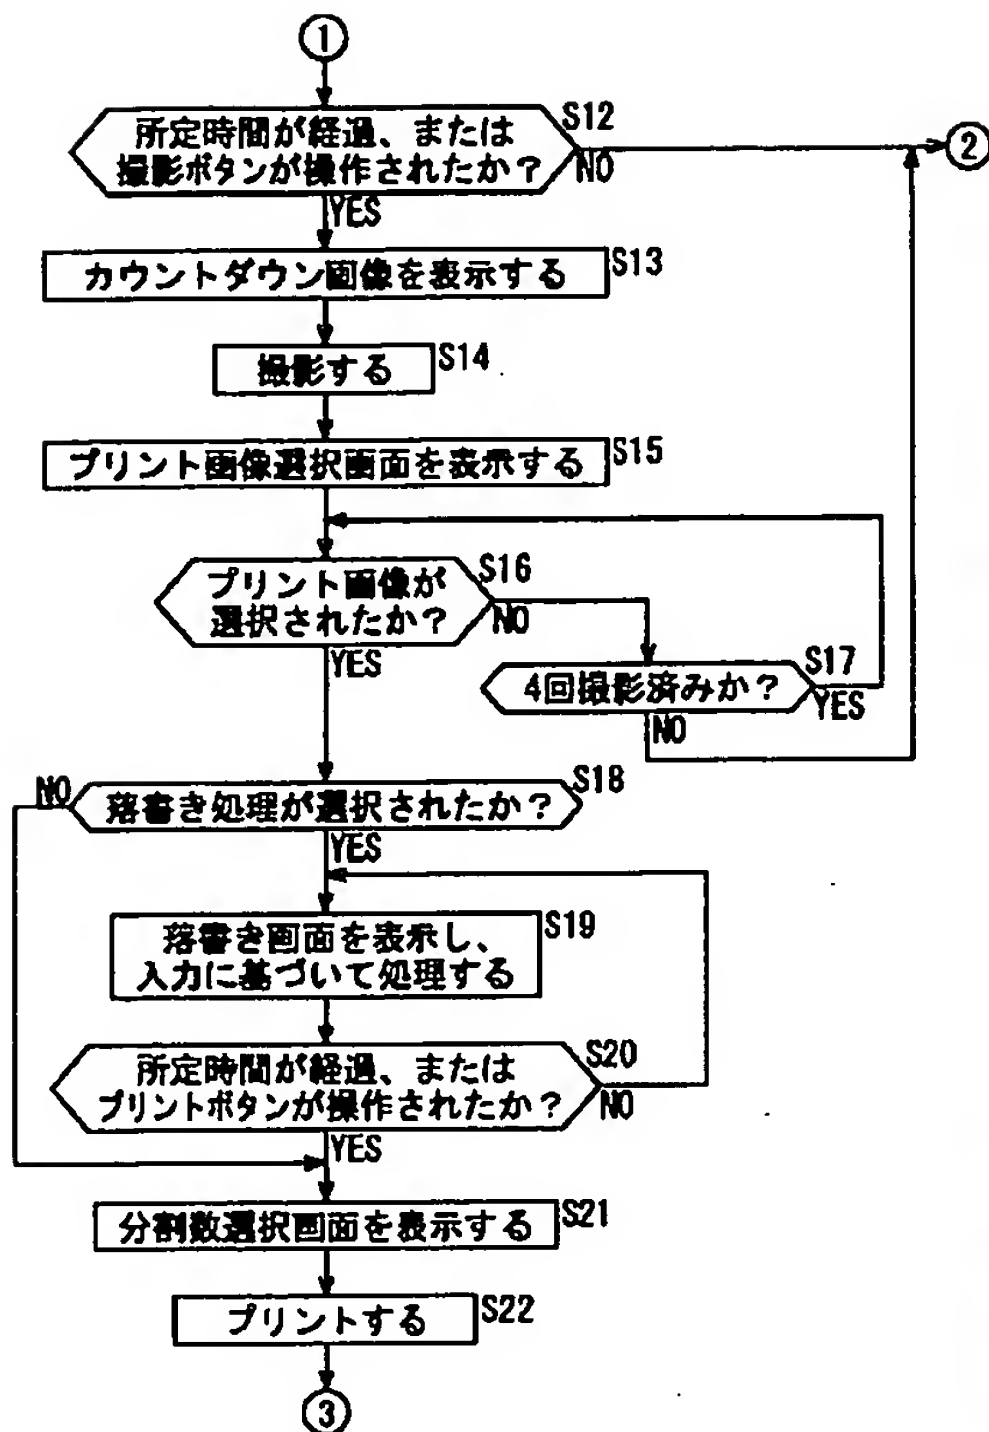 1
所定時間が経過、または
撮影ボタンが操作されたか？
S12
NO
2
YES
カウントダウン画像を表示する
S13
撮影する
S14
プリント画像選択画面を表示する
S15
プリント画像が
選択されたか？
S16
NO
YES
4回撮影済みか？
S17
YES
NO
NO
落書き処理が選択されたか？
S18
YES
落書き画面を表示し、
入力に基づいて処理する
S19
所定時間が経過、または
プリントボタンが操作されたか？
S20
NO
YES
分割数選択画面を表示する
S21
プリントする
S22
3